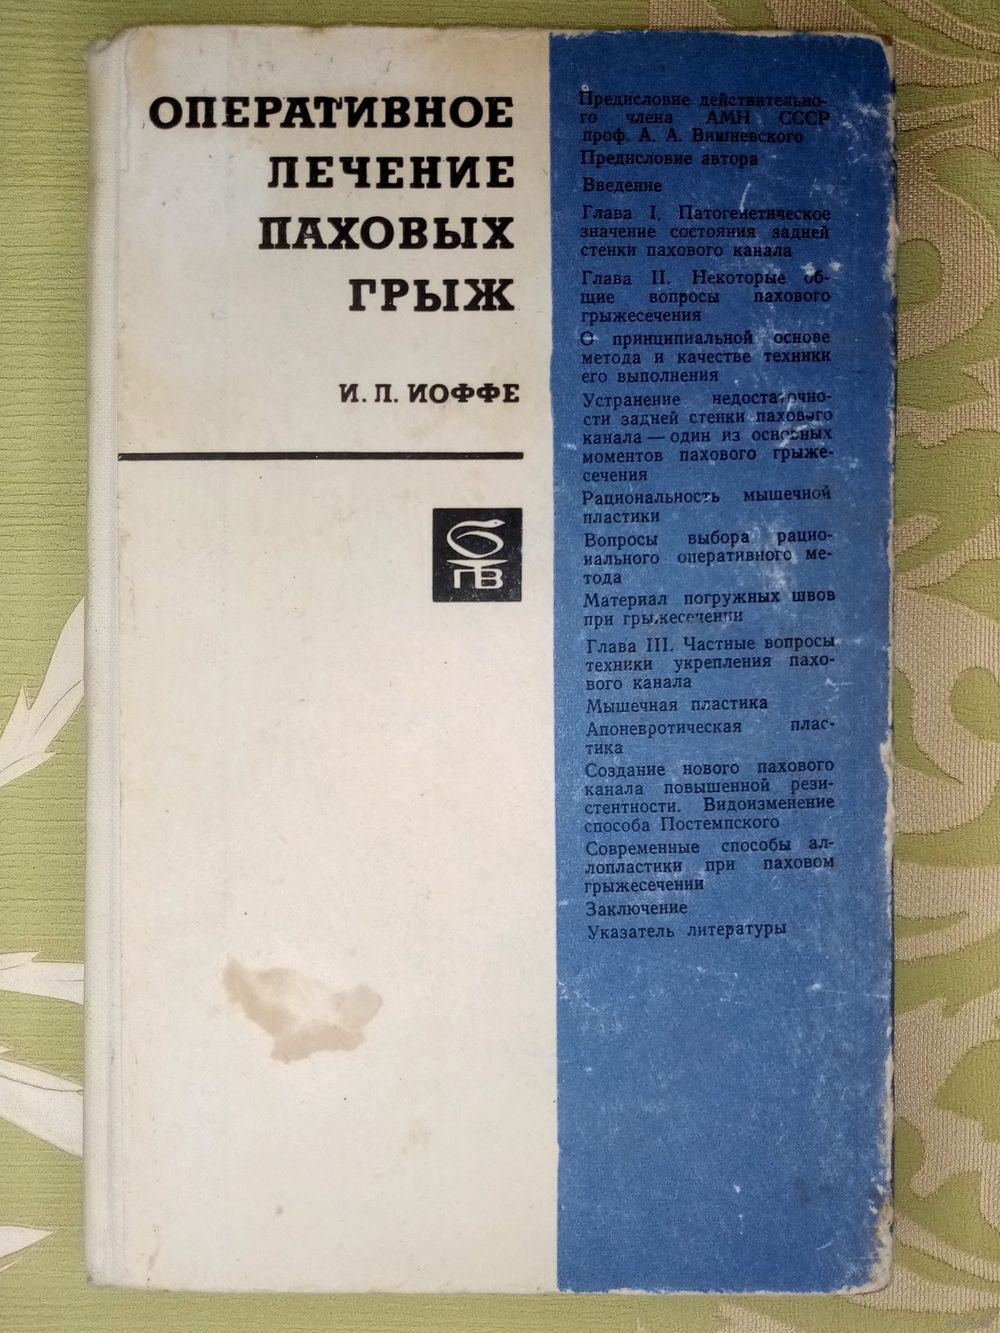 ОПЕРАТИВНОЕ
ЛЕЧЕНИЕ
ПАХОВЫХ
ГРЫЖ
И. Л. ИОФФЕ
БПВ
Предисловие действительно-
го члена АМН СССР
проф. А. А. Вишневского
Предисловие автора
Введение
Глава I. Патогенетическое
значение состояния задней
стенки пахового канала
Глава II. Некоторые об-
щие вопросы пахового
грыжесечения
О принципиальной основе
метода и качестве техники
его выполнения
Устранение недостаточно-
сти задней стенки пахового
канала — один из основных
моментов пахового грыже-
сечения
Рациональность мышечной
пластики
Вопросы выбора рацио-
нального оперативного ме-
тода
Материал погружных швов
при грыжесечении
Глава III. Частные вопросы
техники укрепления пахо-
вого канала
Мышечная пластика
Апоневротическая плас-
тика
Создание нового пахового
канала повышенной рези-
стентности. Видоизменение
способа Постемпского
Современные способы ал-
лопластики при паховом
грыжесечении
Заключение
Указатель литературы